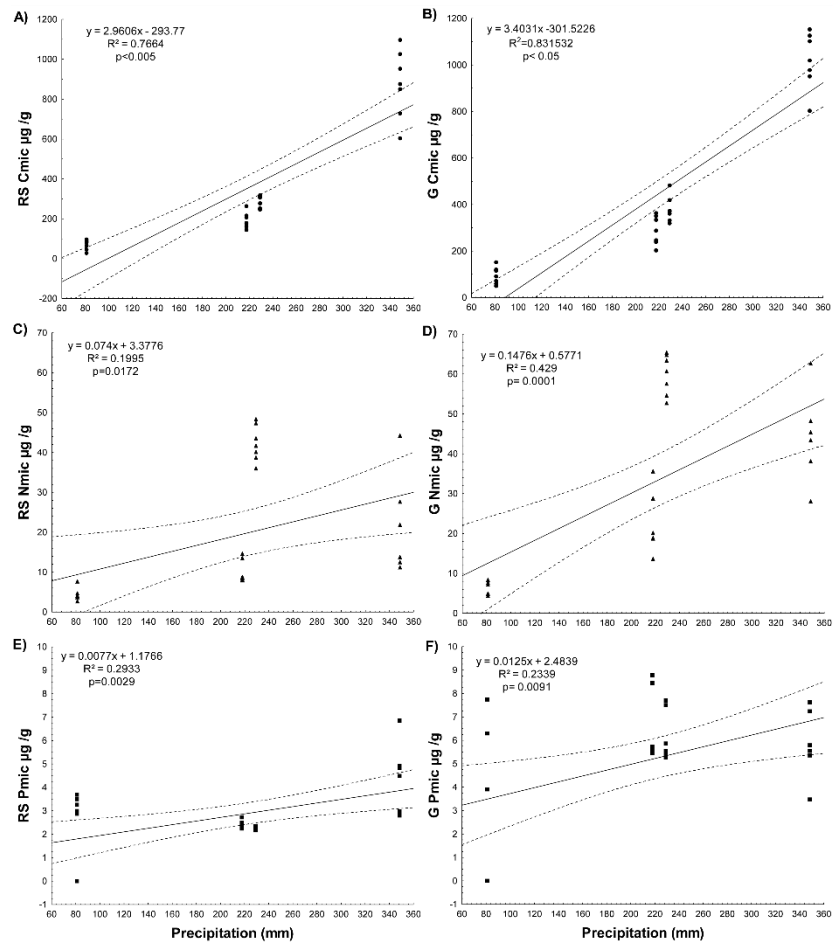 A)
y = 2.9606x - 293.77
R² = 0.7664
p<0.005
RS Cmic µg /g
1200
1000
800
600
400
200
0
-200
60 80 100 120 140 160 180 200 220 240 260 280 300 320 340 360
B)
y = 3.4031x -301.5226
R²=0.831532
p< 0.05
G Cmic µg /g
1200
1000
800
600
400
200
0
60 80 100 120 140 160 180 200 220 240 260 280 300 320 340 360
C)
y = 0.074x + 3.3776
R² = 0.1995
p=0.0172
RS Nmic µg /g
70
60
50
40
30
20
10
0
60 80 100 120 140 160 180 200 220 240 260 280 300 320 340 360
D)
y = 0.1476x + 0.5771
R² = 0.429
p= 0.0001
G Nmic µg /g
70
60
50
40
30
20
10
0
60 80 100 120 140 160 180 200 220 240 260 280 300 320 340 360
E)
y = 0.0077x + 1.1766
R² = 0.2933
p=0.0029
RS Pmic µg /g
10
9
8
7
6
5
4
3
2
1
0
-1
60 80 100 120 140 160 180 200 220 240 260 280 300 320 340 360
Precipitation (mm)
F)
y = 0.0125x + 2.4839
R² = 0.2339
p= 0.0091
G Pmic µg /g
10
9
8
7
6
5
4
3
2
1
0
-1
60 80 100 120 140 160 180 200 220 240 260 280 300 320 340 360
Precipitation (mm)